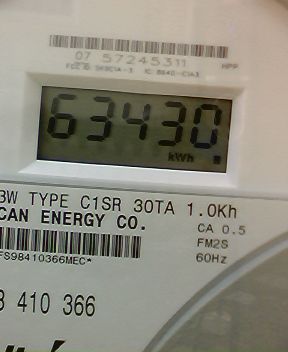 07 57245311
HPP
63430
kWh
3W TYPE C1SR 30TA 1.0Kh
CAN ENERGY CO.
CA 0.5
FM2S
60Hz
FS98410366MEC*
410 366